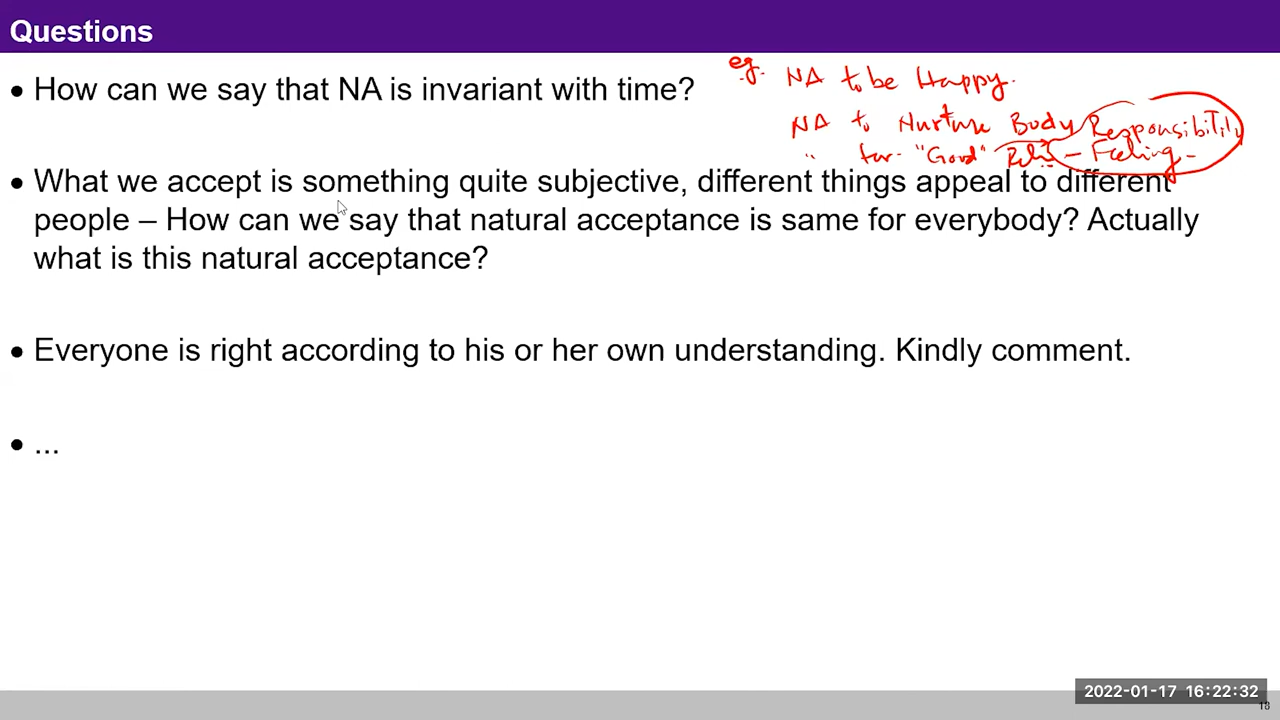 Questions
• How can we say that NA is invariant with time?
eg. NA to be Happy.
NA to Nurture Body Responsibility
" for "Good" - Feeling -
• What we accept is something quite subjective, different things appeal to different
people – How can we say that natural acceptance is same for everybody? Actually
what is this natural acceptance?
• Everyone is right according to his or her own understanding. Kindly comment.
• ...
2022-01-17 16:22:32
18